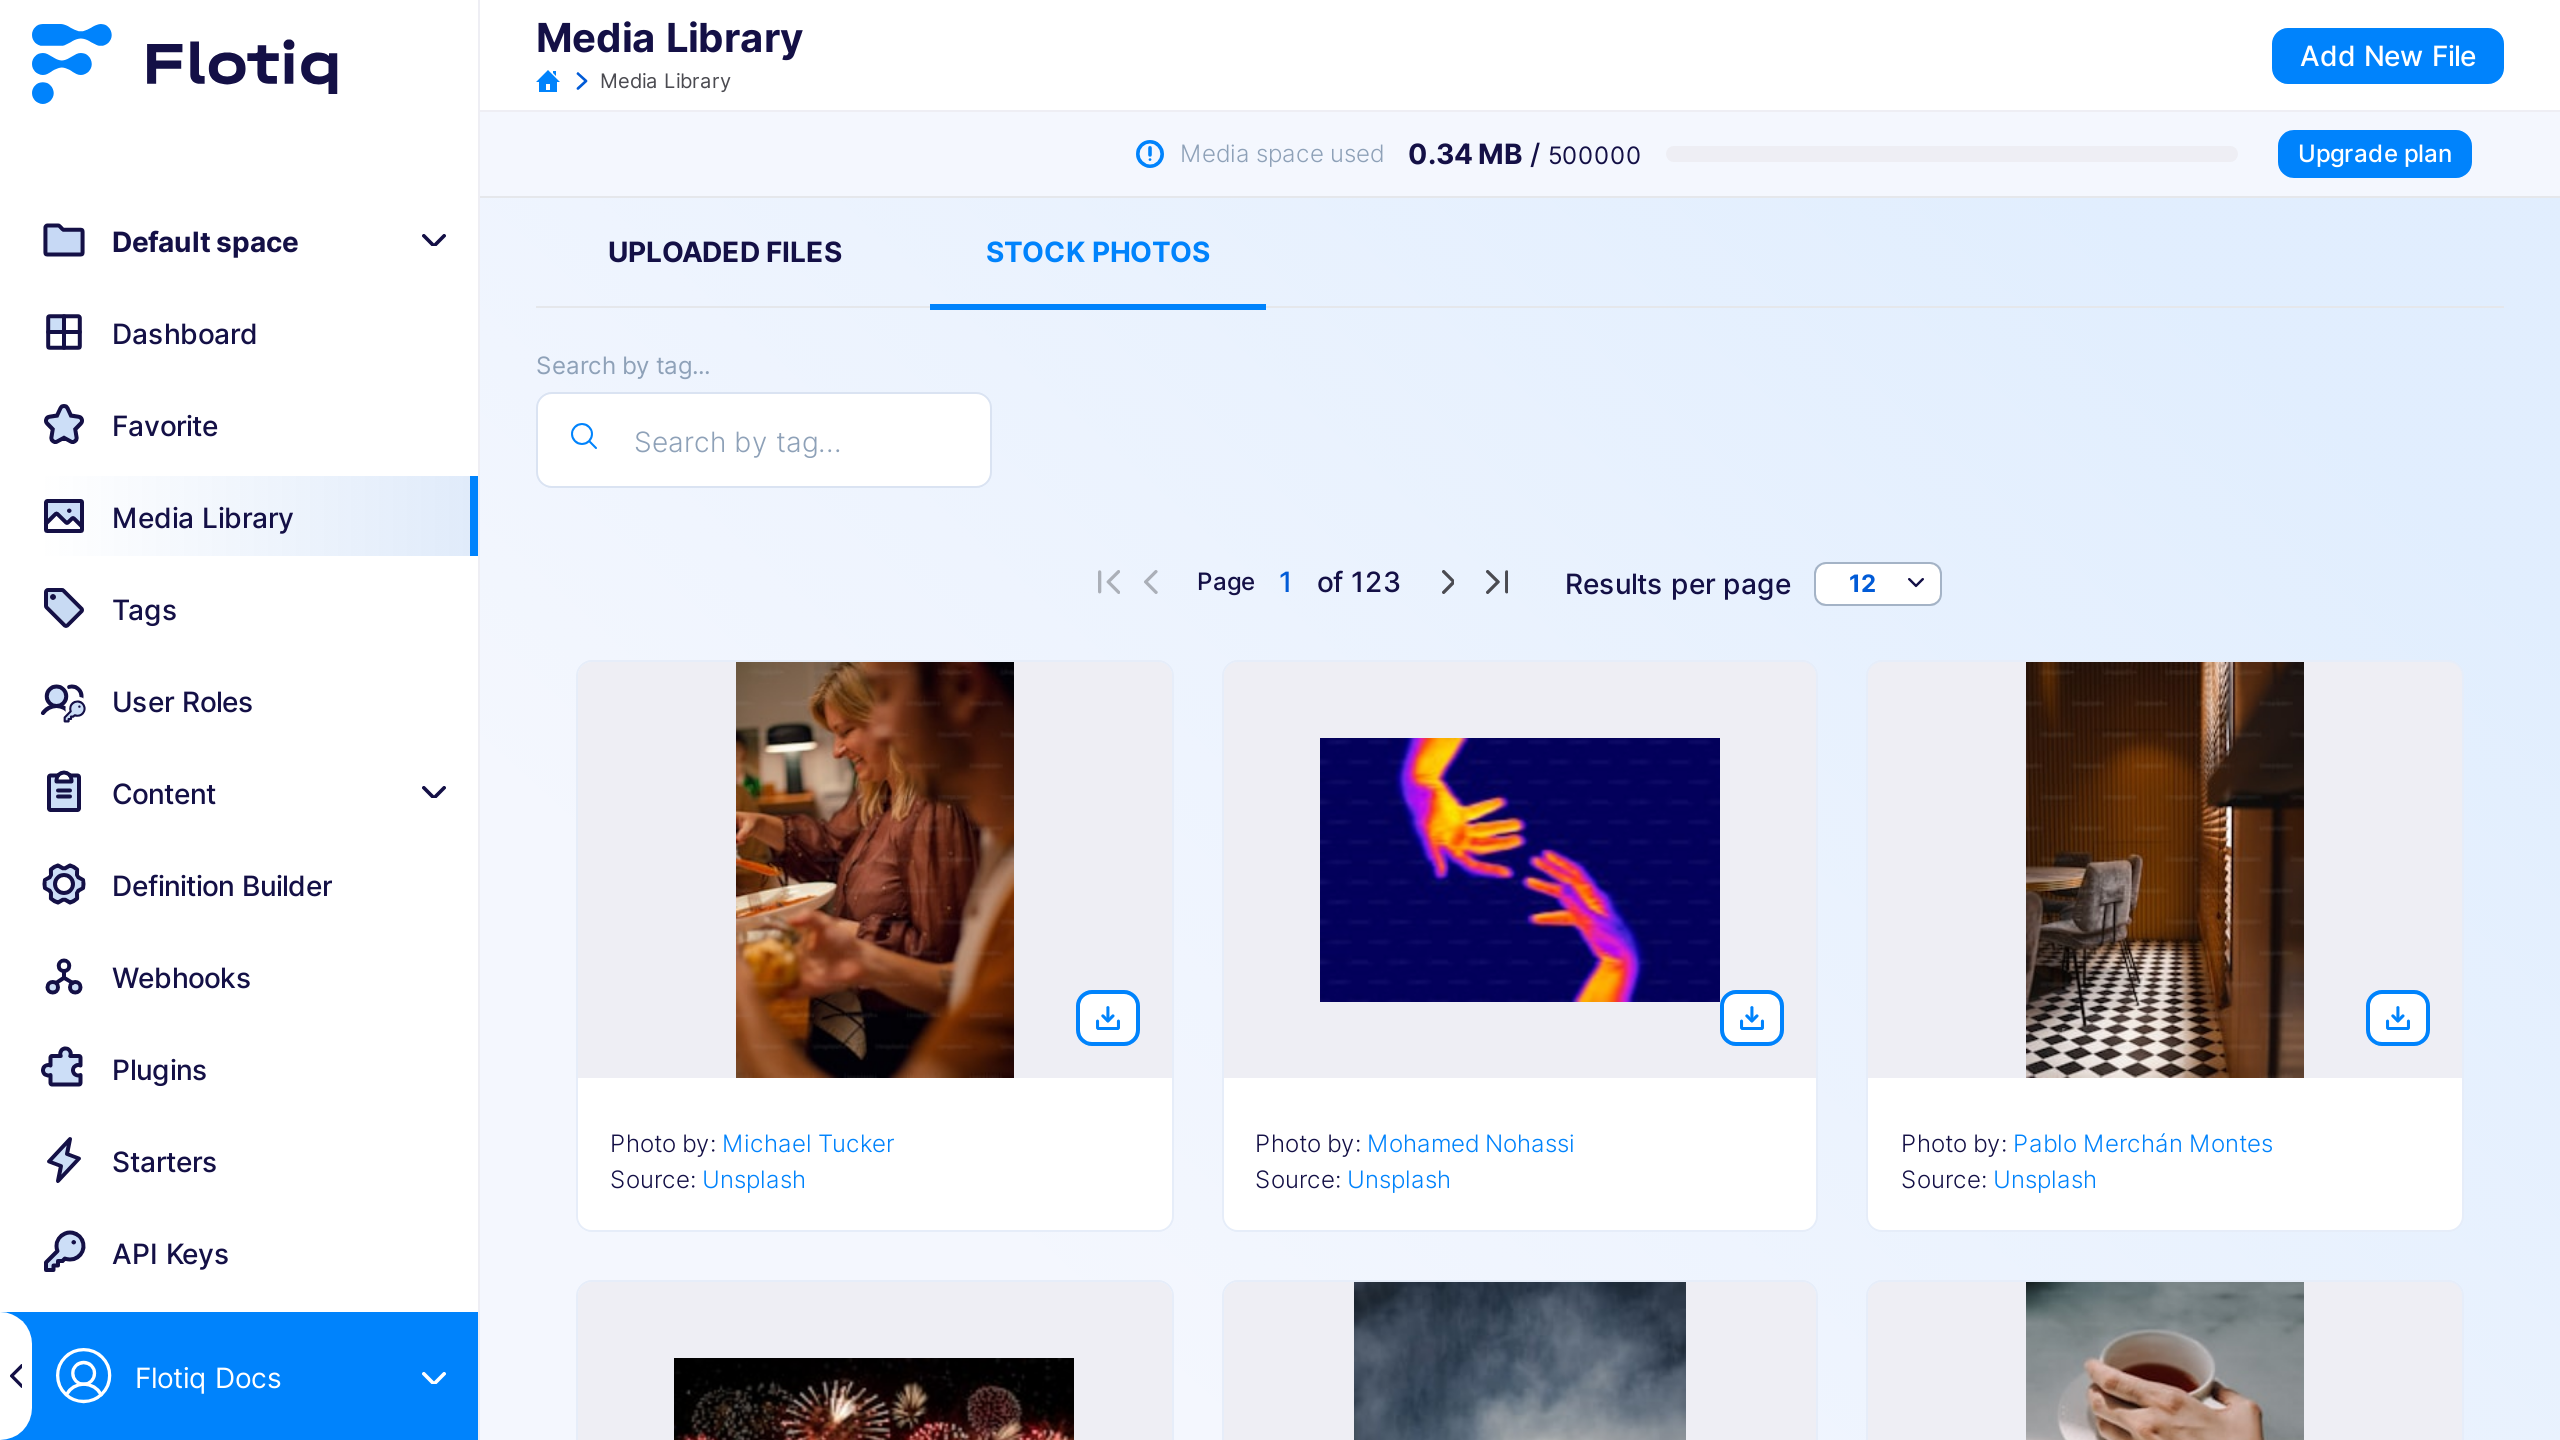 Flotiq
Default space
Dashboard
Favorite
Media Library
Tags
User Roles
Content
Definition Builder
Webhooks
Plugins
Starters
API Keys
Flotiq Docs
Media Library
Media Library
Add New File
Media space used 0.34 MB / 500000
Upgrade plan
UPLOADED FILES
STOCK PHOTOS
Search by tag...
Search by tag...
Page 1 of 123
Results per page 12
Photo by: Michael Tucker
Source: Unsplash
Photo by: Mohamed Nohassi
Source: Unsplash
Photo by: Pablo Merchán Montes
Source: Unsplash